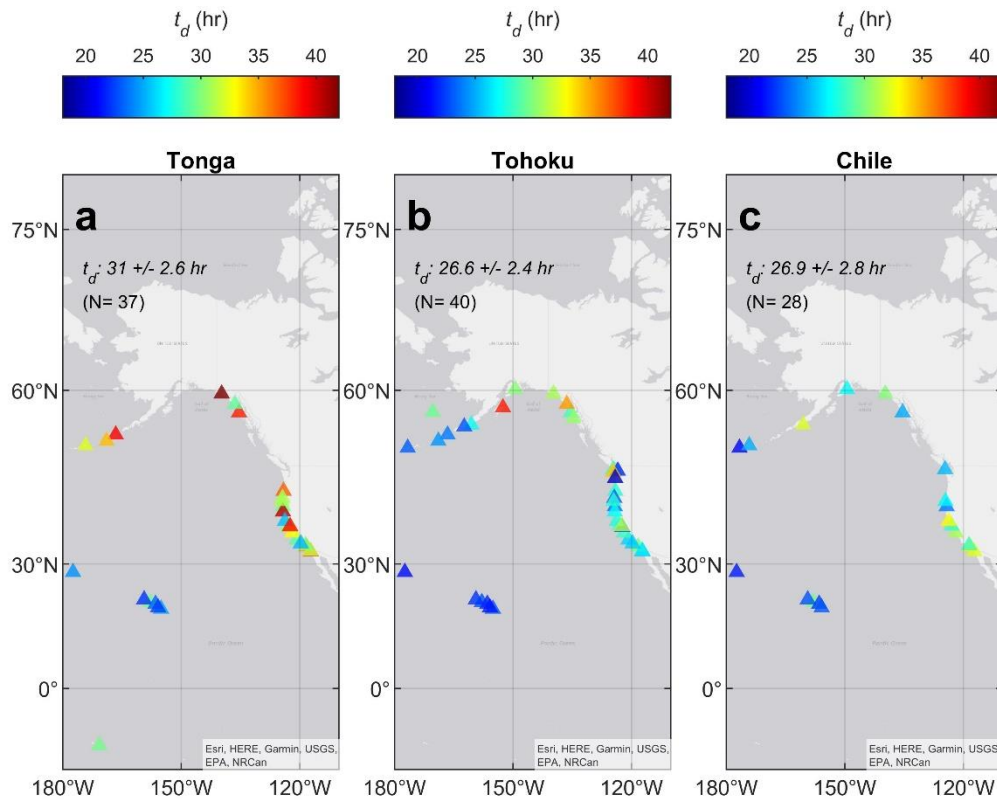 t_d (hr)
20 25 30 35 40
Tonga
a
t_d: 31 +/- 2.6 hr
(N= 37)
75°N
60°N
30°N
0°
180°W 150°W 120°W
Esri, HERE, Garmin, USGS,
EPA, NRCan
t_d (hr)
20 25 30 35 40
Tohoku
b
t_d: 26.6 +/- 2.4 hr
(N= 40)
75°N
60°N
30°N
0°
180°W 150°W 120°W
Esri, HERE, Garmin, USGS,
EPA, NRCan
t_d (hr)
20 25 30 35 40
Chile
c
t_d: 26.9 +/- 2.8 hr
(N= 28)
75°N
60°N
30°N
0°
180°W 150°W 120°W
Esri, HERE, Garmin, USGS,
EPA, NRCan